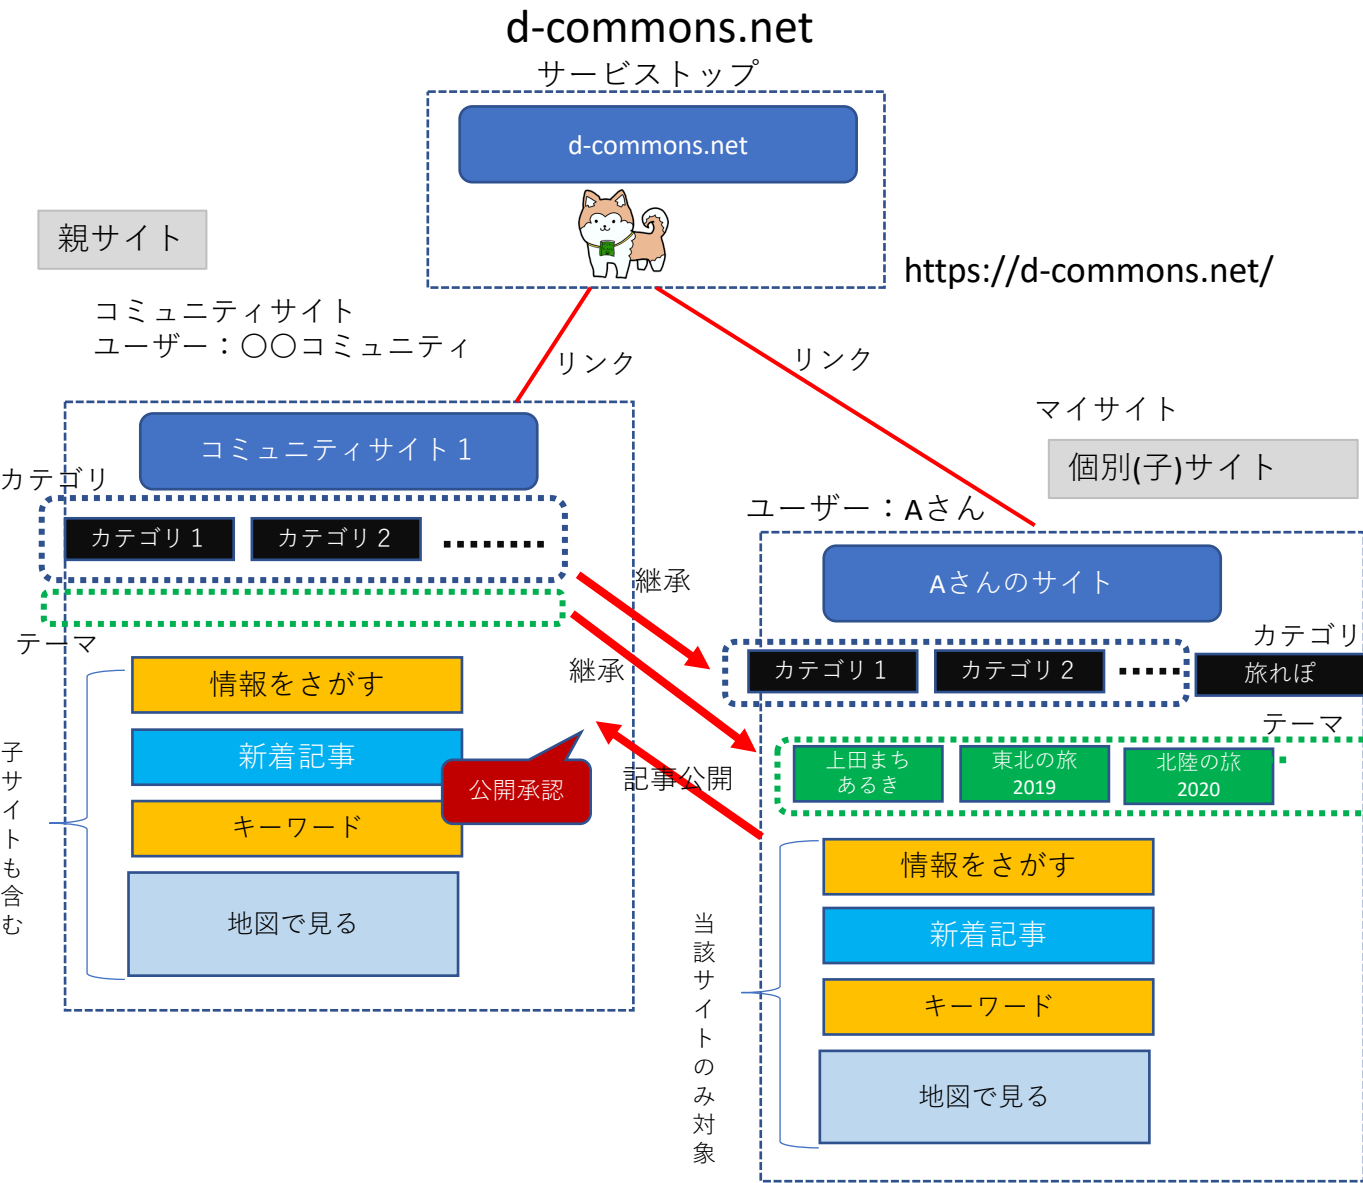 d-commons.net
サービストップ
d-commons.net
親サイト
https://d-commons.net/
コミュニティサイト
ユーザー：〇〇コミュニティ
リンク
リンク
マイサイト
個別(子)サイト
コミュニティサイト１
カテゴリ
カテゴリ１
カテゴリ２
ユーザー：Aさん
Aさんのサイト
継承
テーマ
継承
カテゴリ
カテゴリ１
カテゴリ２
旅れぽ
テーマ
上田まち
あるき
東北の旅
2019
北陸の旅
2020
情報をさがす
新着記事
公開承認
記事公開
キーワード
地図で見る
子サイトも含む
情報をさがす
新着記事
キーワード
地図で見る
当該サイトのみ対象